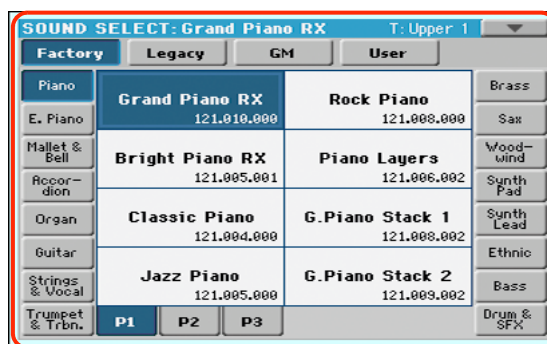 SOUND SELECT:Grand Piano RX T: Upper 1
Factory Legacy GM User
Piano
E. Piano
Mallet &
Bell
Accor-
dion
Organ
Guitar
Strings
& Vocal
Trumpet
& Trbn.
Grand Piano RX
121.010.000
Rock Piano
121.008.000
Bright Piano RX
121.005.001
Piano Layers
121.006.002
Classic Piano
121.004.000
G.Piano Stack 1
121.008.002
Jazz Piano
121.005.000
G.Piano Stack 2
121.009.002
P1 P2 P3
Brass
Sax
Wood-
wind
Synth
Pad
Synth
Lead
Ethnic
Bass
Drum &
SFX